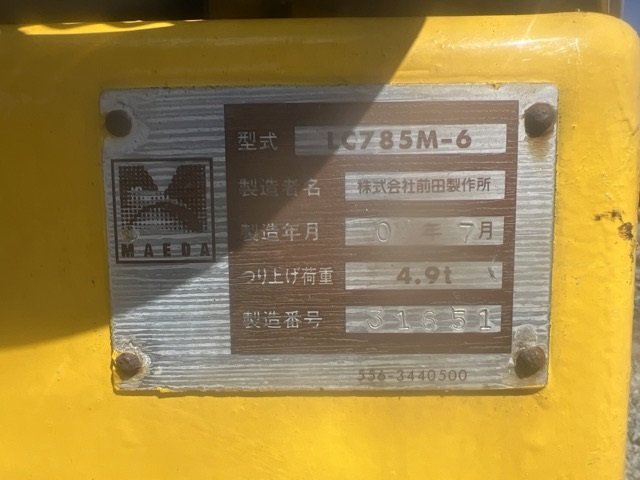 型式 LC785M-6
製造者名 株式会社前田製作所
MAEDA
製造年月 年 7月
つり上げ荷重 4.9t
製造番号 31851
556-3440500